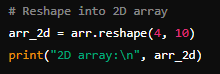 # Reshape into 2D array
arr_2d = arr.reshape(4, 10)
print("2D array:\n", arr_2d)